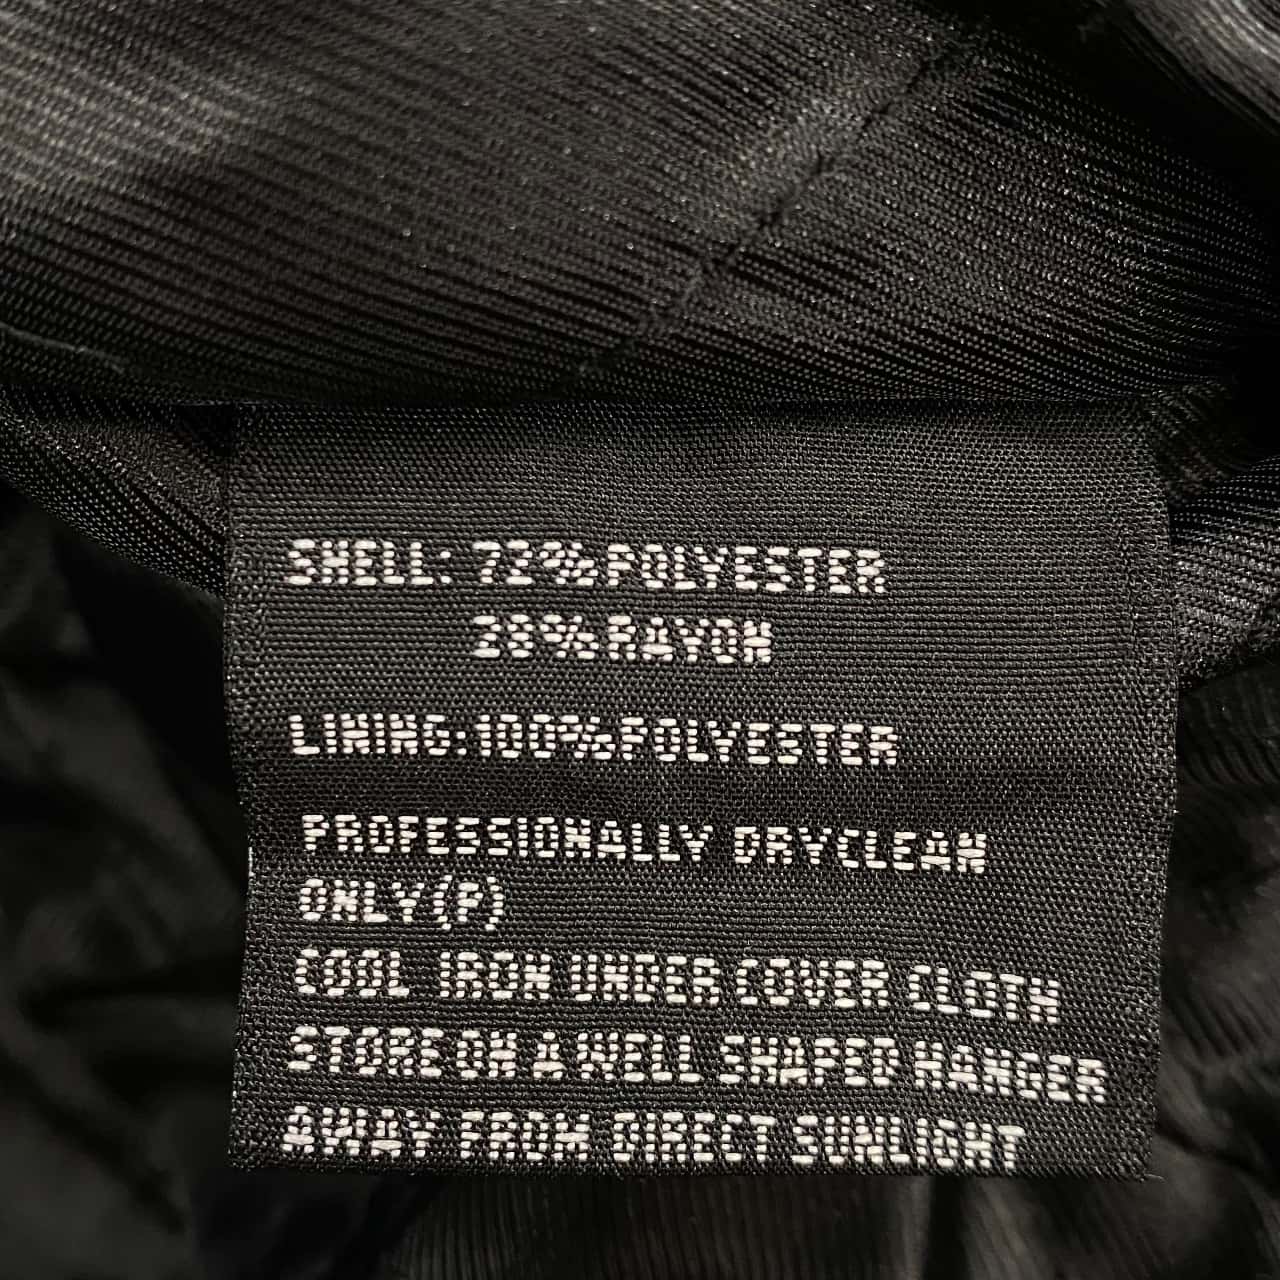 SHELL: 72% POLYESTER
28% RAYON
LINING: 100% POLYESTER
PROFESSIONALLY DRYCLEAN
ONLY(P)
COOL IRON UNDER COVER CLOTH
STORE ON A WELL SHAPED HANGER
AWAY FROM DIRECT SUNLIGHT